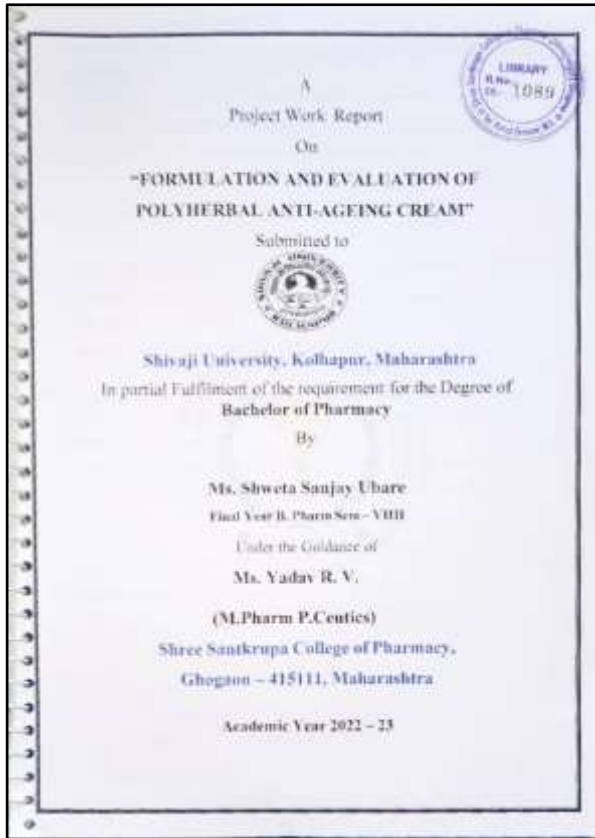 LIBRARY
1089
A
Project Work Report
On
"FORMULATION AND EVALUATION OF
POLYHERBAL ANTI-AGEING CREAM"
Submitted to
Shivaji University, Kolhapur, Maharashtra
In partial Fulfilment of the requirement for the Degree of
Bachelor of Pharmacy
By
Ms. Shweta Sanjay Ubare
Final Year B. Pharm Sem – VIII
Under the Guidance of
Ms. Yadav R. V.
(M.Pharm P.Ceutics)
Shree Santkrupa College of Pharmacy,
Ghogaon – 415111, Maharashtra
Academic Year 2022 – 23